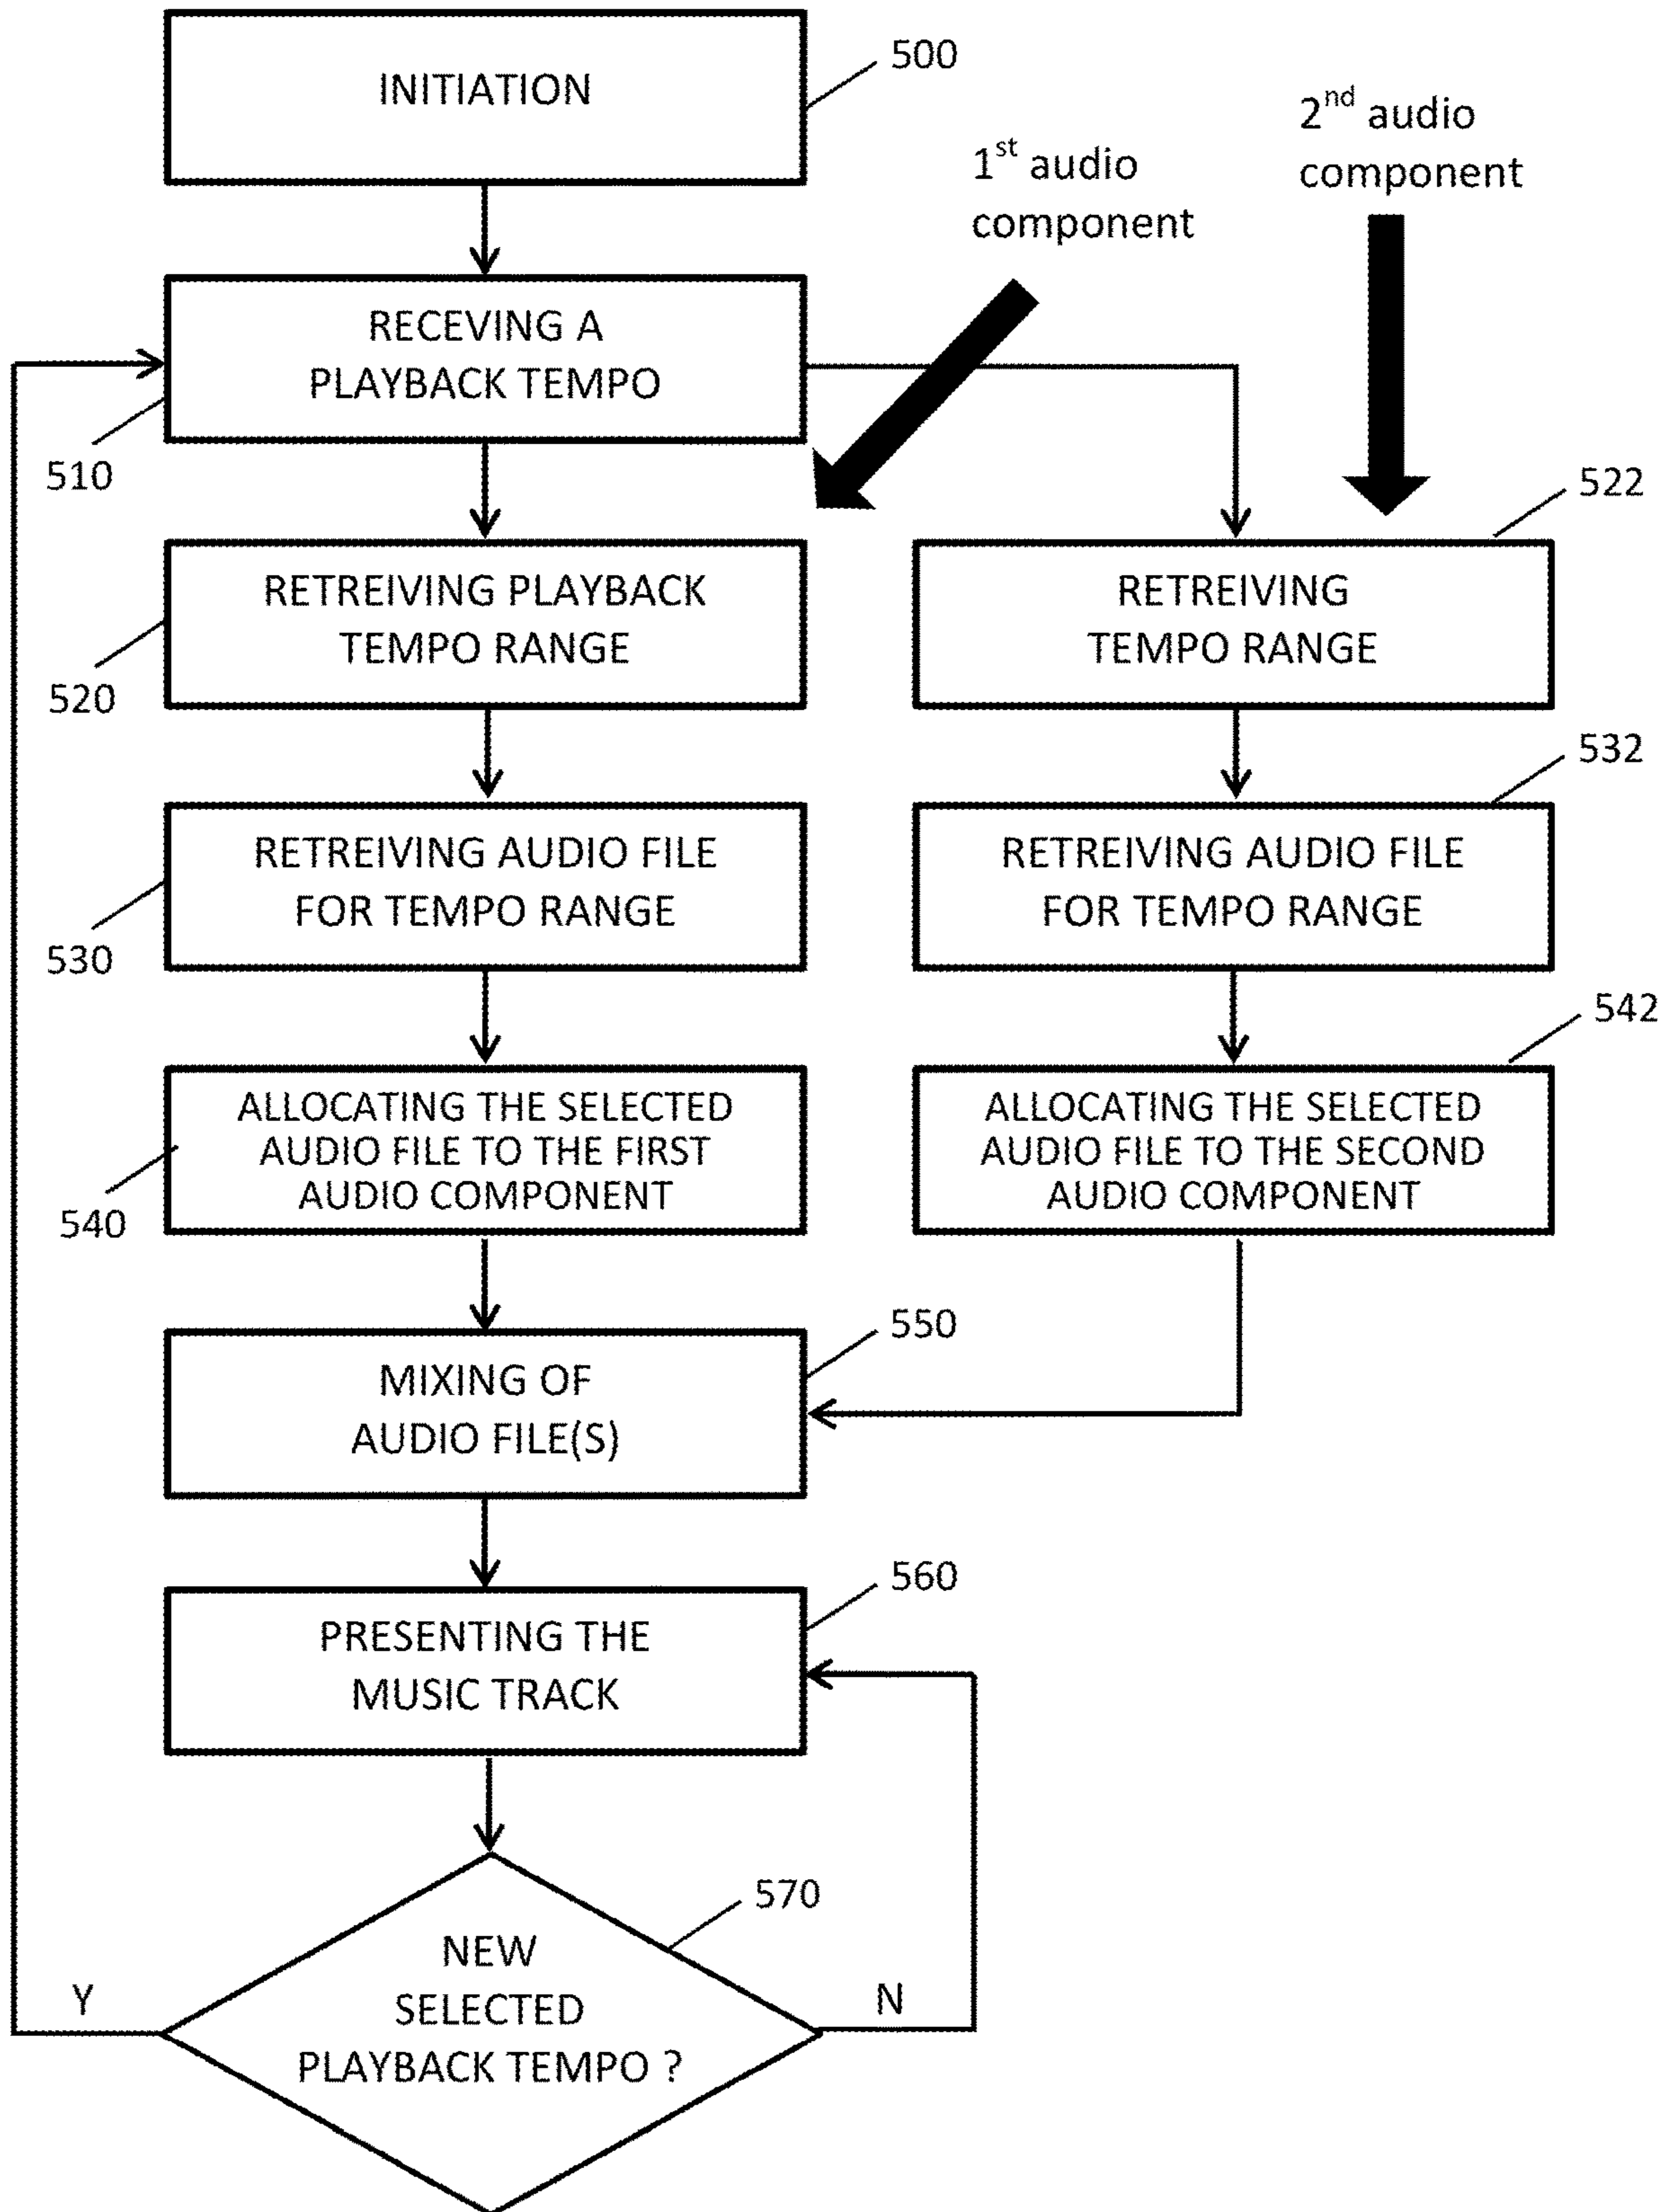 INITIATION
500
2nd audio
component
1st audio
component
RECEVING A
PLAYBACK TEMPO
510
522
RETREIVING PLAYBACK
TEMPO RANGE
520
RETREIVING
TEMPO RANGE
532
RETREIVING AUDIO FILE
FOR TEMPO RANGE
530
RETREIVING AUDIO FILE
FOR TEMPO RANGE
542
ALLOCATING THE SELECTED
AUDIO FILE TO THE FIRST
AUDIO COMPONENT
540
ALLOCATING THE SELECTED
AUDIO FILE TO THE SECOND
AUDIO COMPONENT
550
MIXING OF
AUDIO FILE(S)
560
PRESENTING THE
MUSIC TRACK
570
NEW
SELECTED
PLAYBACK TEMPO ?
Y
N